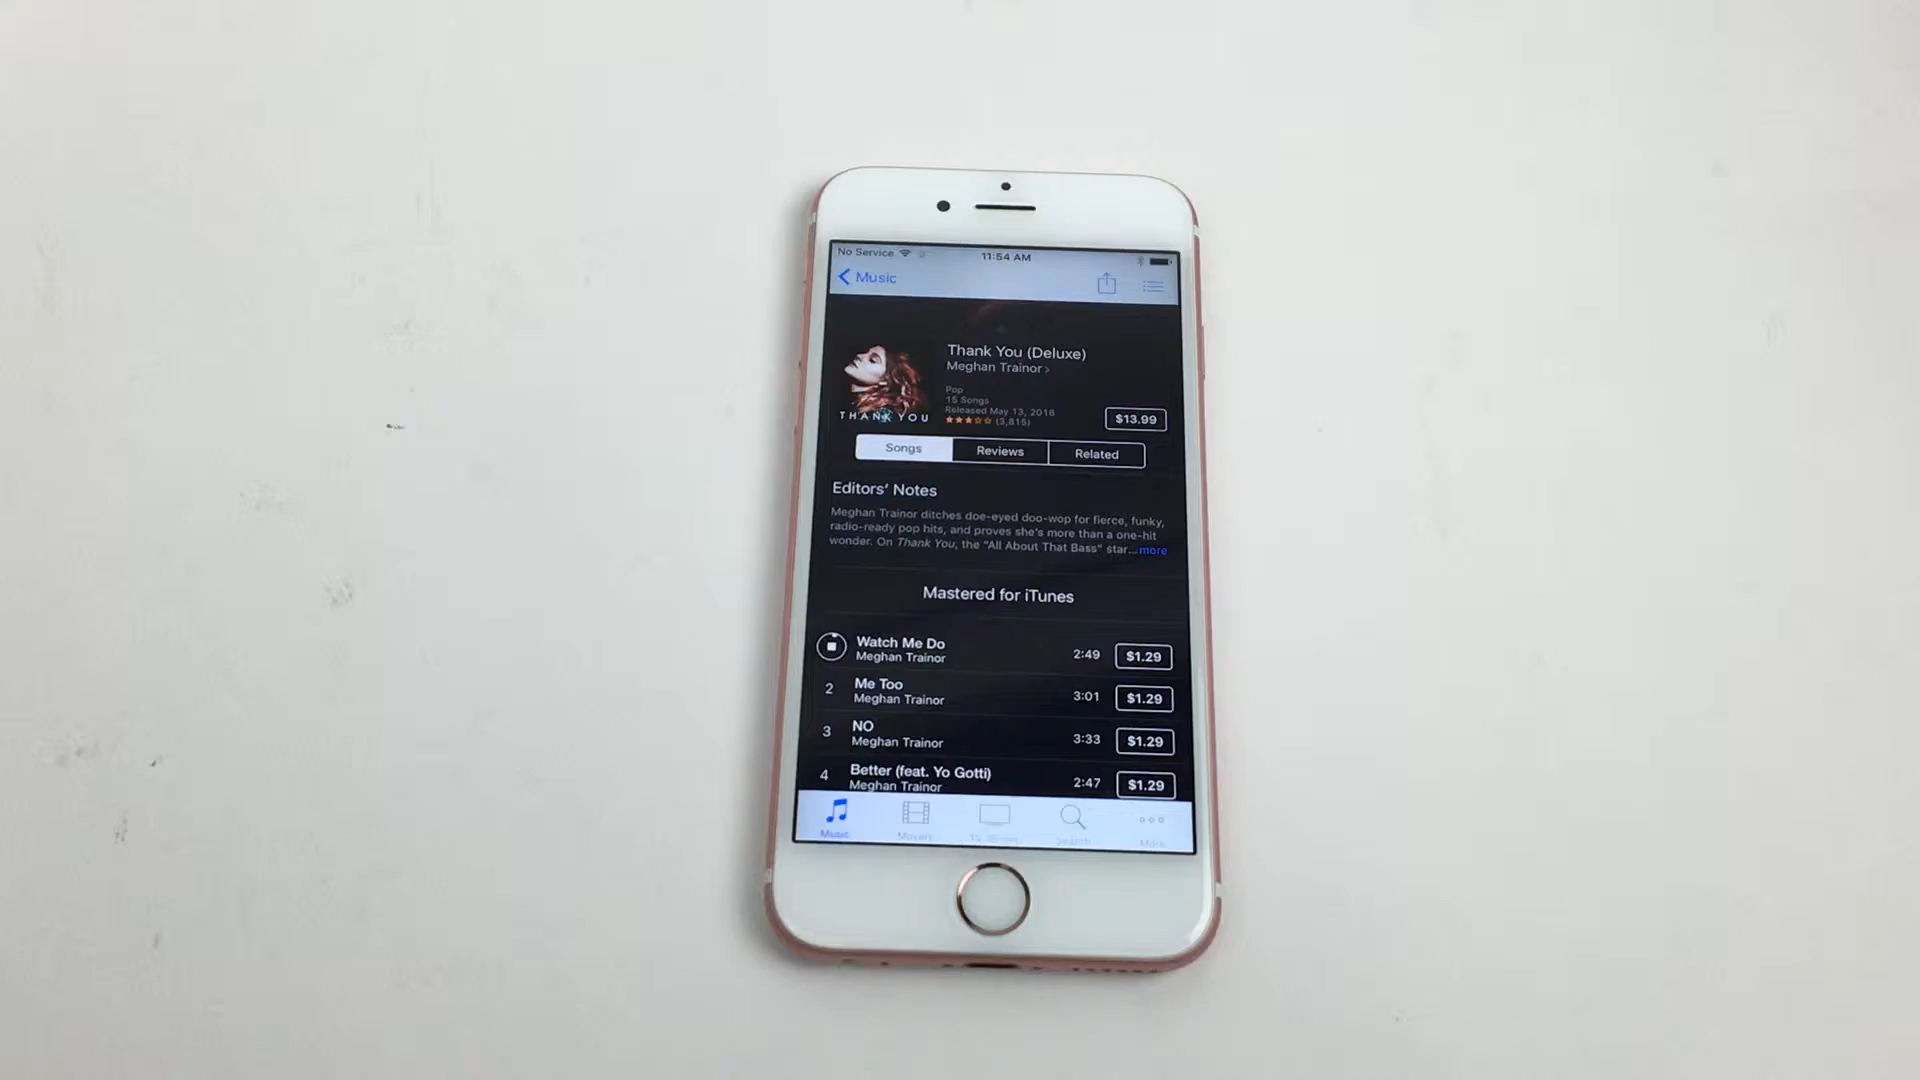 No Service 11:54 AM
Music
Thank You (Deluxe)
Meghan Trainor >
THANK YOU
Pop
15 Songs
Released May 13, 2016
(3,815)
$13.99
Songs Reviews Related
Editors' Notes
Meghan Trainor ditches doe-eyed doo-wop for fierce, funky,
radio-ready pop hits, and proves she's more than a one-hit
wonder. On Thank You, the "All About That Bass" star...more
Mastered for iTunes
Watch Me Do
Meghan Trainor
2:49 $1.29
2 Me Too
Meghan Trainor
3:01 $1.29
3 NO
Meghan Trainor
3:33 $1.29
4 Better (feat. Yo Gotti)
Meghan Trainor
2:47 $1.29
Music Movies Search More